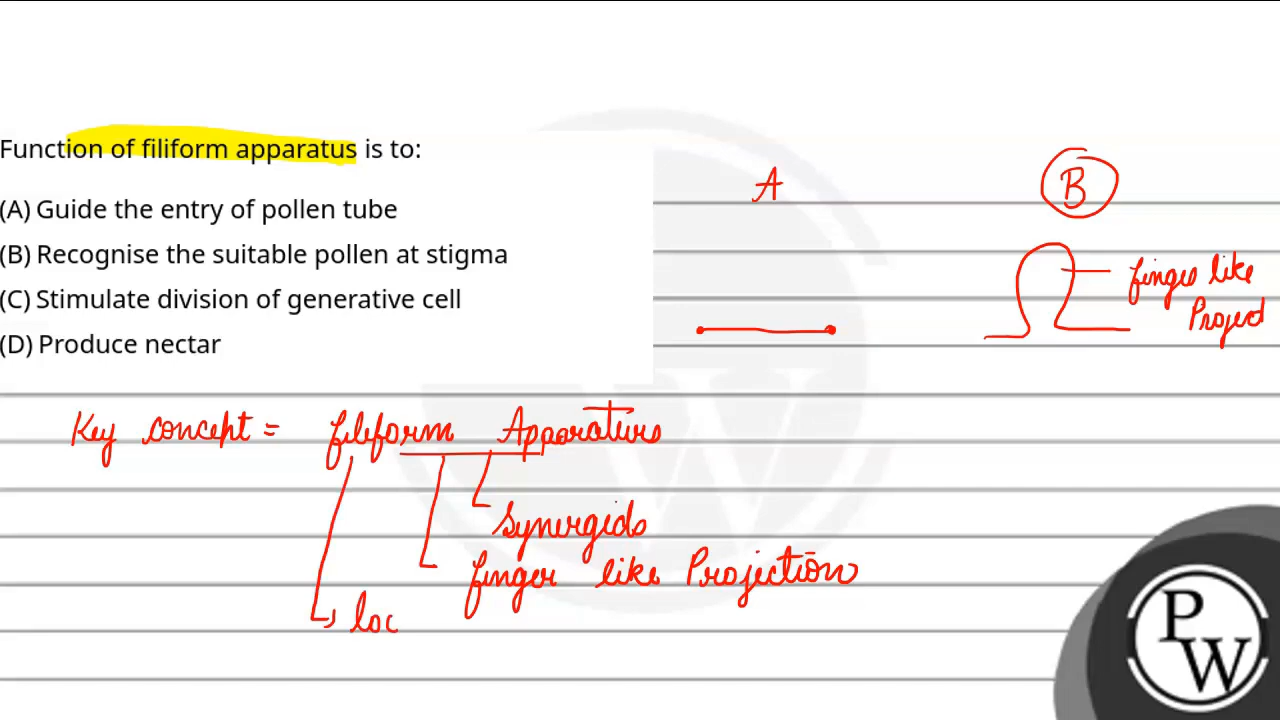 Function of filiform apparatus is to:
(A) Guide the entry of pollen tube
(B) Recognise the suitable pollen at stigma
(C) Stimulate division of generative cell
(D) Produce nectar
A
B
finger like
Project
Key concept = filiform Apparatus
Synergids
finger like Projection
loc
PW